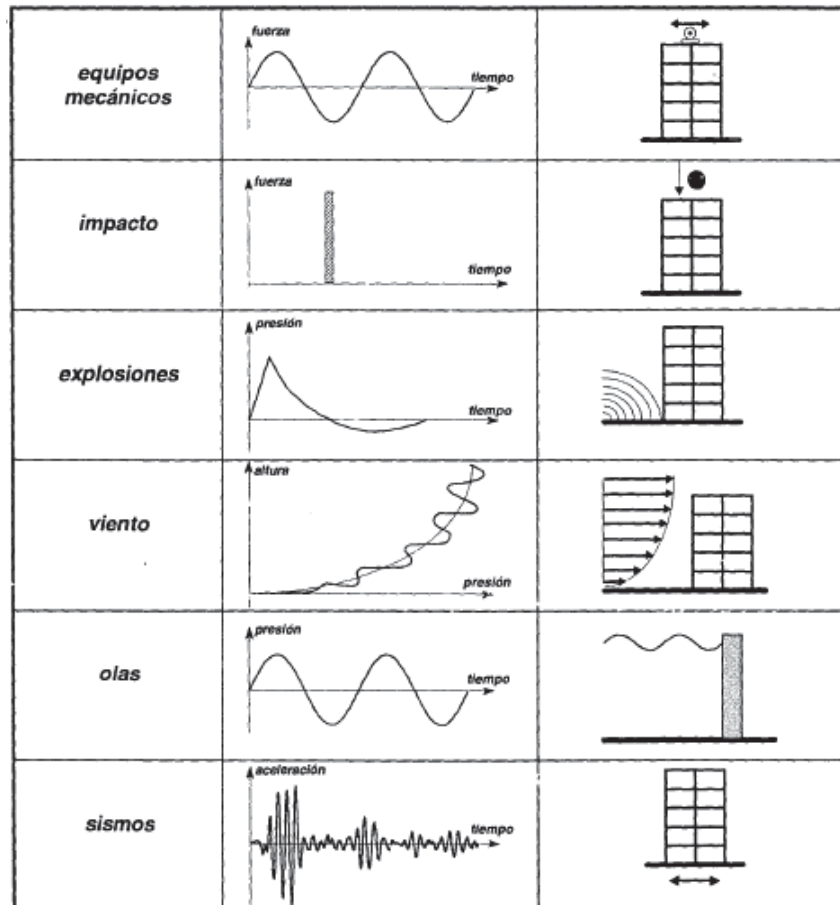 equipos
mecánicos
fuerza
tiempo
impacto
fuerza
tiempo
explosiones
presión
tiempo
viento
altura
presión
olas
presión
tiempo
sismos
aceleración
tiempo